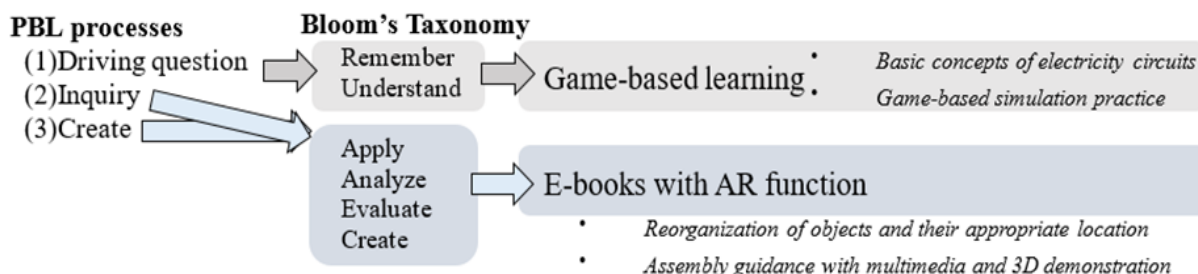 PBL processes
Bloom's Taxonomy
(1)Driving question
(2)Inquiry
(3)Create
Remember
Understand
Game-based learning
• Basic concepts of electricity circuits
• Game-based simulation practice
Apply
Analyze
Evaluate
Create
E-books with AR function
• Reorganization of objects and their appropriate location
• Assembly guidance with multimedia and 3D demonstration